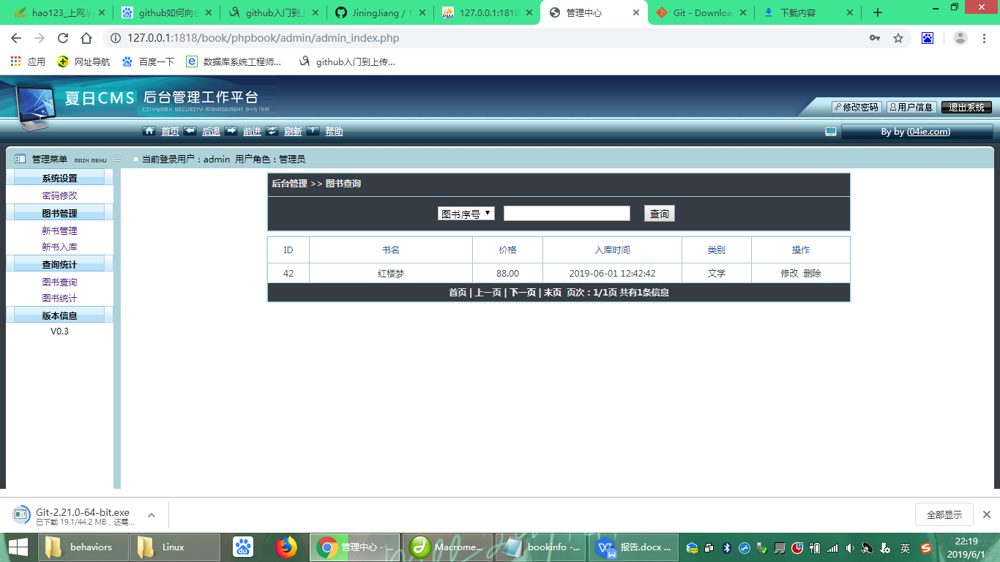 hao123_上网从
github如何向仓
github入门到上
JiningJiang / 1
127.0.0.1:1818
管理中心
Git - Downloa
下载内容
127.0.0.1:1818/book/phpbook/admin/admin_index.php
应用 网址导航 百度一下 数据库系统工程师... github入门到上传...
夏日CMS 后台管理工作平台
CITYWORK SECURITY MANAGEMENT SYSTEM
修改密码 用户信息 退出系统
首页 后退 前进 刷新 ? 帮助
By by (04ie.com)
管理菜单 MAIN MENU
当前登录用户：admin 用户角色：管理员
系统设置
密码修改
图书管理
新书管理
新书入库
查询统计
图书查询
图书统计
版本信息
V0.3
后台管理 >> 图书查询
图书序号 查询
ID 书名 价格 入库时间 类别 操作
42 红楼梦 88.00 2019-06-01 12:42:42 文学 修改 删除
首页 | 上一页 | 下一页 | 末页 页次：1/1页 共有1条信息
Git-2.21.0-64-bit.exe
已下载 19.1/44.2 MB，还需...
全部显示
behaviors
Linux
管理中心 - ...
Macrome...
bookinfo -...
报告.docx ...
英
22:19
2019/6/1